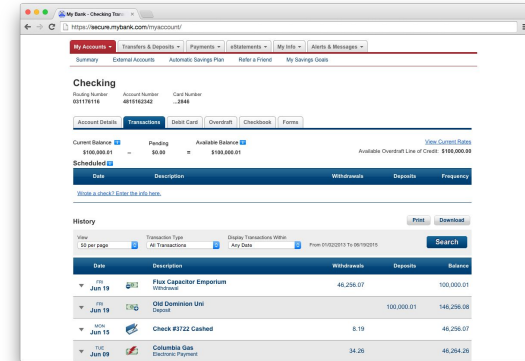 My Bank - Checking Trans
https://secure.mybank.com/myaccount/
My Accounts Transfers & Deposits Payments eStatements My Info Alerts & Messages
Summary External Accounts Automatic Savings Plan Refer a Friend My Savings Goals
Checking
Routing Number Account Number Card Number
031176116 4815162342 ...2846
Account Details Transactions Debit Card Overdraft Checkbook Forms
Current Balance Pending Available Balance View Current Rates
$100,000.01 – $0.00 = $100,000.01 Available Overdraft Line of Credit: $100,000.00
Scheduled
Date Description Withdrawals Deposits Frequency
Wrote a check? Enter the info here.
History Print Download
View Transaction Type Display Transactions Within
50 per page All Transactions Any Date From 01/02/2013 To 06/19/2015 Search
Date Description Withdrawals Deposits Balance
FRI Flux Capacitor Emporium
Jun 19 Withdrawal 46,256.07 100,000.01
FRI Old Dominion Uni
Jun 19 Deposit 100,000.01 146,256.08
MON
Jun 15 Check #3722 Cashed 8.19 46,256.07
TUE Columbia Gas
Jun 09 Electronic Payment 34.26 46,264.26